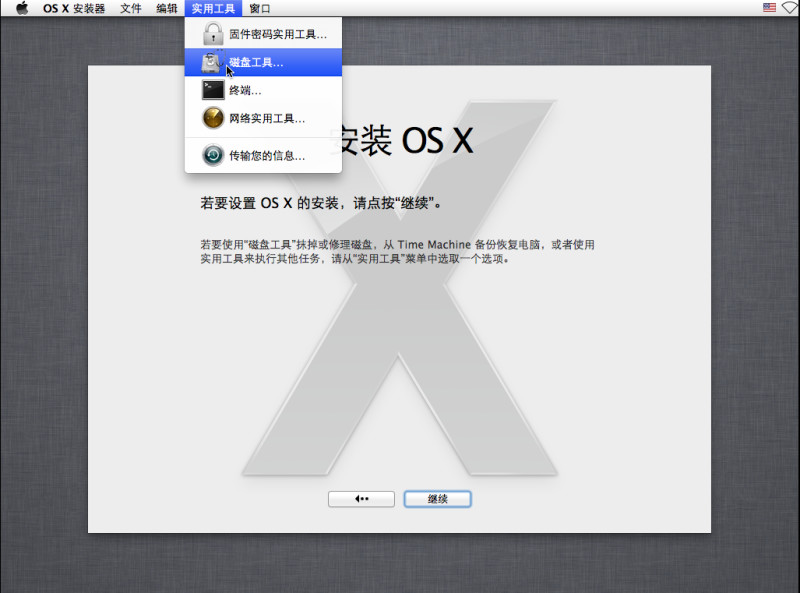 OS X 安装器 文件 编辑 实用工具 窗口
固件密码实用工具...
磁盘工具...
终端...
网络实用工具...
传输您的信息...
安装 OS X
若要设置 OS X 的安装，请点按“继续”。
若要使用“磁盘工具”抹掉或修理磁盘，从 Time Machine 备份恢复电脑，或者使用
实用工具来执行其他任务，请从“实用工具”菜单中选取一个选项。
继续